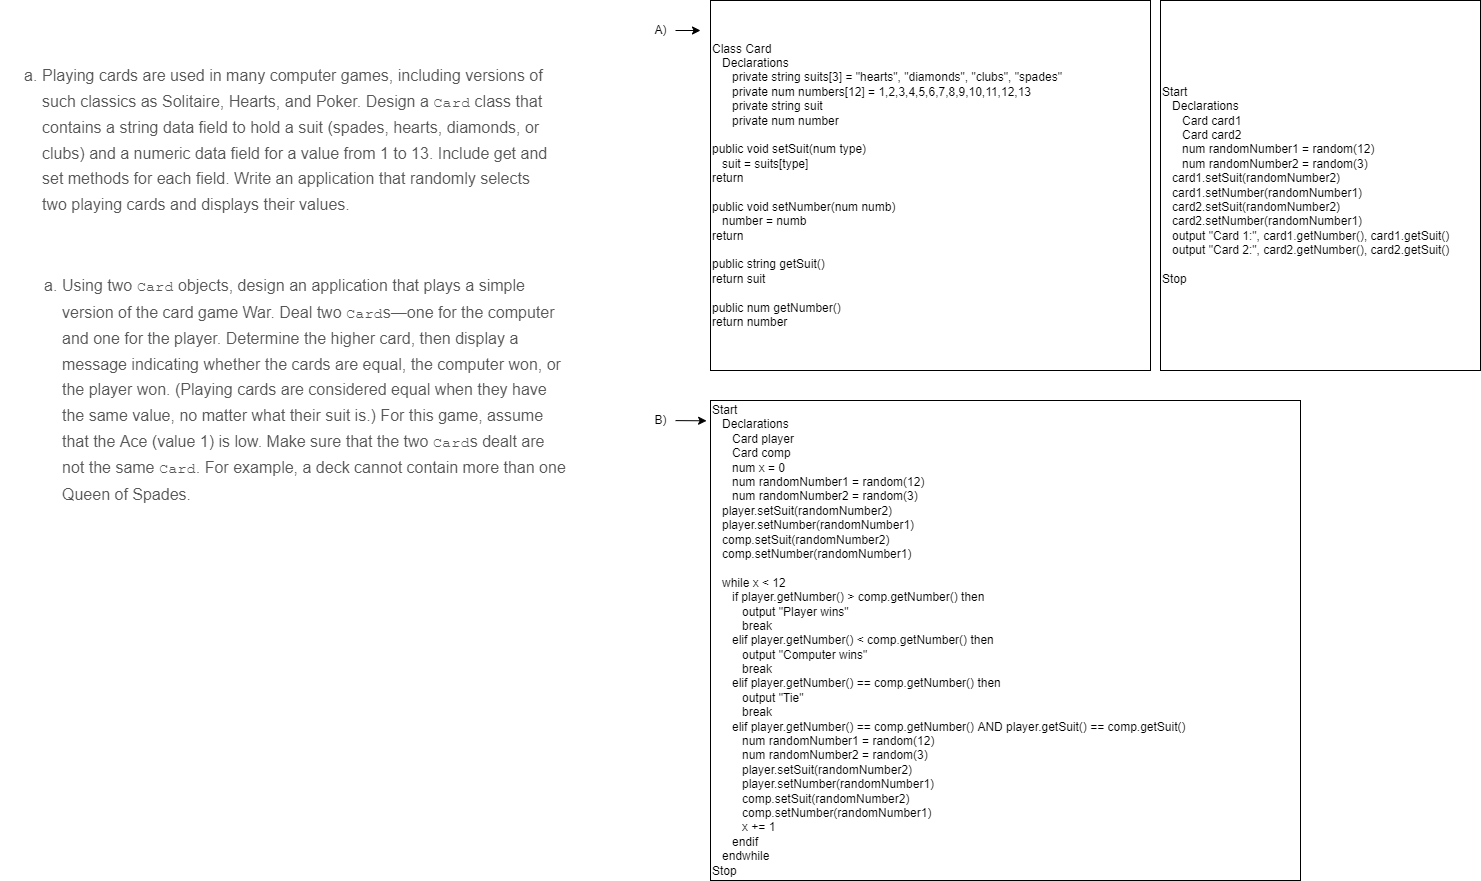 a. Playing cards are used in many computer games, including versions of
such classics as Solitaire, Hearts, and Poker. Design a Card class that
contains a string data field to hold a suit (spades, hearts, diamonds, or
clubs) and a numeric data field for a value from 1 to 13. Include get and
set methods for each field. Write an application that randomly selects
two playing cards and displays their values.
a. Using two Card objects, design an application that plays a simple
version of the card game War. Deal two Cards—one for the computer
and one for the player. Determine the higher card, then display a
message indicating whether the cards are equal, the computer won, or
the player won. (Playing cards are considered equal when they have
the same value, no matter what their suit is.) For this game, assume
that the Ace (value 1) is low. Make sure that the two Cards dealt are
not the same Card. For example, a deck cannot contain more than one
Queen of Spades.
A)
Class Card
Declarations
private string suits[3] = "hearts", "diamonds", "clubs", "spades"
private num numbers[12] = 1,2,3,4,5,6,7,8,9,10,11,12,13
private string suit
private num number
public void setSuit(num type)
suit = suits[type]
return
public void setNumber(num numb)
number = numb
return
public string getSuit()
return suit
public num getNumber()
return number
Start
Declarations
Card card1
Card card2
num randomNumber1 = random(12)
num randomNumber2 = random(3)
card1.setSuit(randomNumber2)
card1.setNumber(randomNumber1)
card2.setSuit(randomNumber2)
card2.setNumber(randomNumber1)
output "Card 1:", card1.getNumber(), card1.getSuit()
output "Card 2:", card2.getNumber(), card2.getSuit()
Stop
B)
Start
Declarations
Card player
Card comp
num x = 0
num randomNumber1 = random(12)
num randomNumber2 = random(3)
player.setSuit(randomNumber2)
player.setNumber(randomNumber1)
comp.setSuit(randomNumber2)
comp.setNumber(randomNumber1)
while x < 12
if player.getNumber() > comp.getNumber() then
output "Player wins"
break
elif player.getNumber() < comp.getNumber() then
output "Computer wins"
break
elif player.getNumber() == comp.getNumber() then
output "Tie"
break
elif player.getNumber() == comp.getNumber() AND player.getSuit() == comp.getSuit()
num randomNumber1 = random(12)
num randomNumber2 = random(3)
player.setSuit(randomNumber2)
player.setNumber(randomNumber1)
comp.setSuit(randomNumber2)
comp.setNumber(randomNumber1)
x += 1
endif
endwhile
Stop